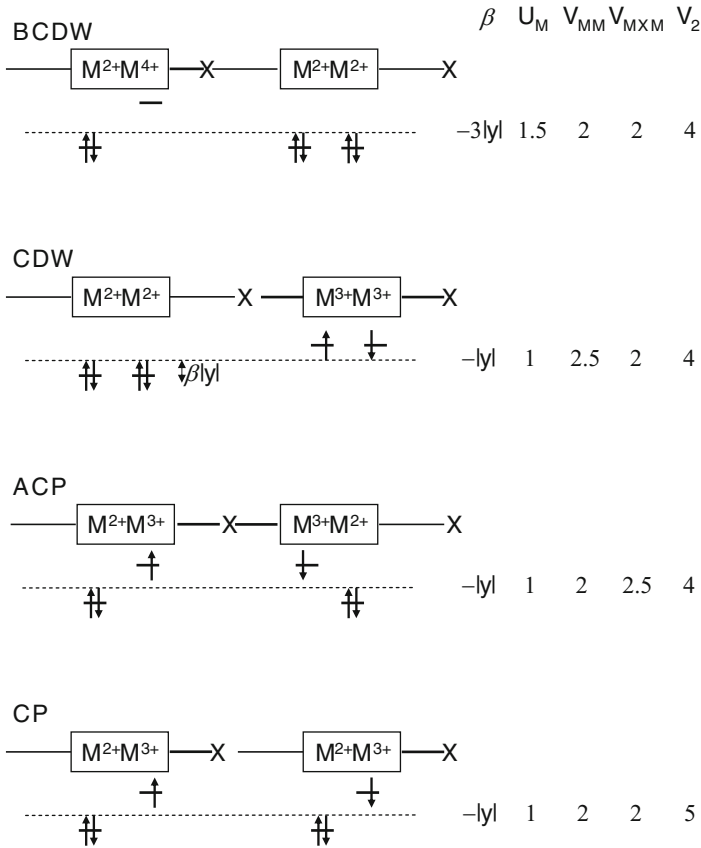 β U_M V_MM V_MXM V_2
BCDW
M²⁺M⁴⁺ X M²⁺M²⁺ X
−3|y| 1.5 2 2 4
CDW
M²⁺M²⁺ X M³⁺M³⁺ X
β|y| −|y| 1 2.5 2 4
ACP
M²⁺M³⁺ X M³⁺M²⁺ X
−|y| 1 2 2.5 4
CP
M²⁺M³⁺ X M²⁺M³⁺ X
−|y| 1 2 2 5